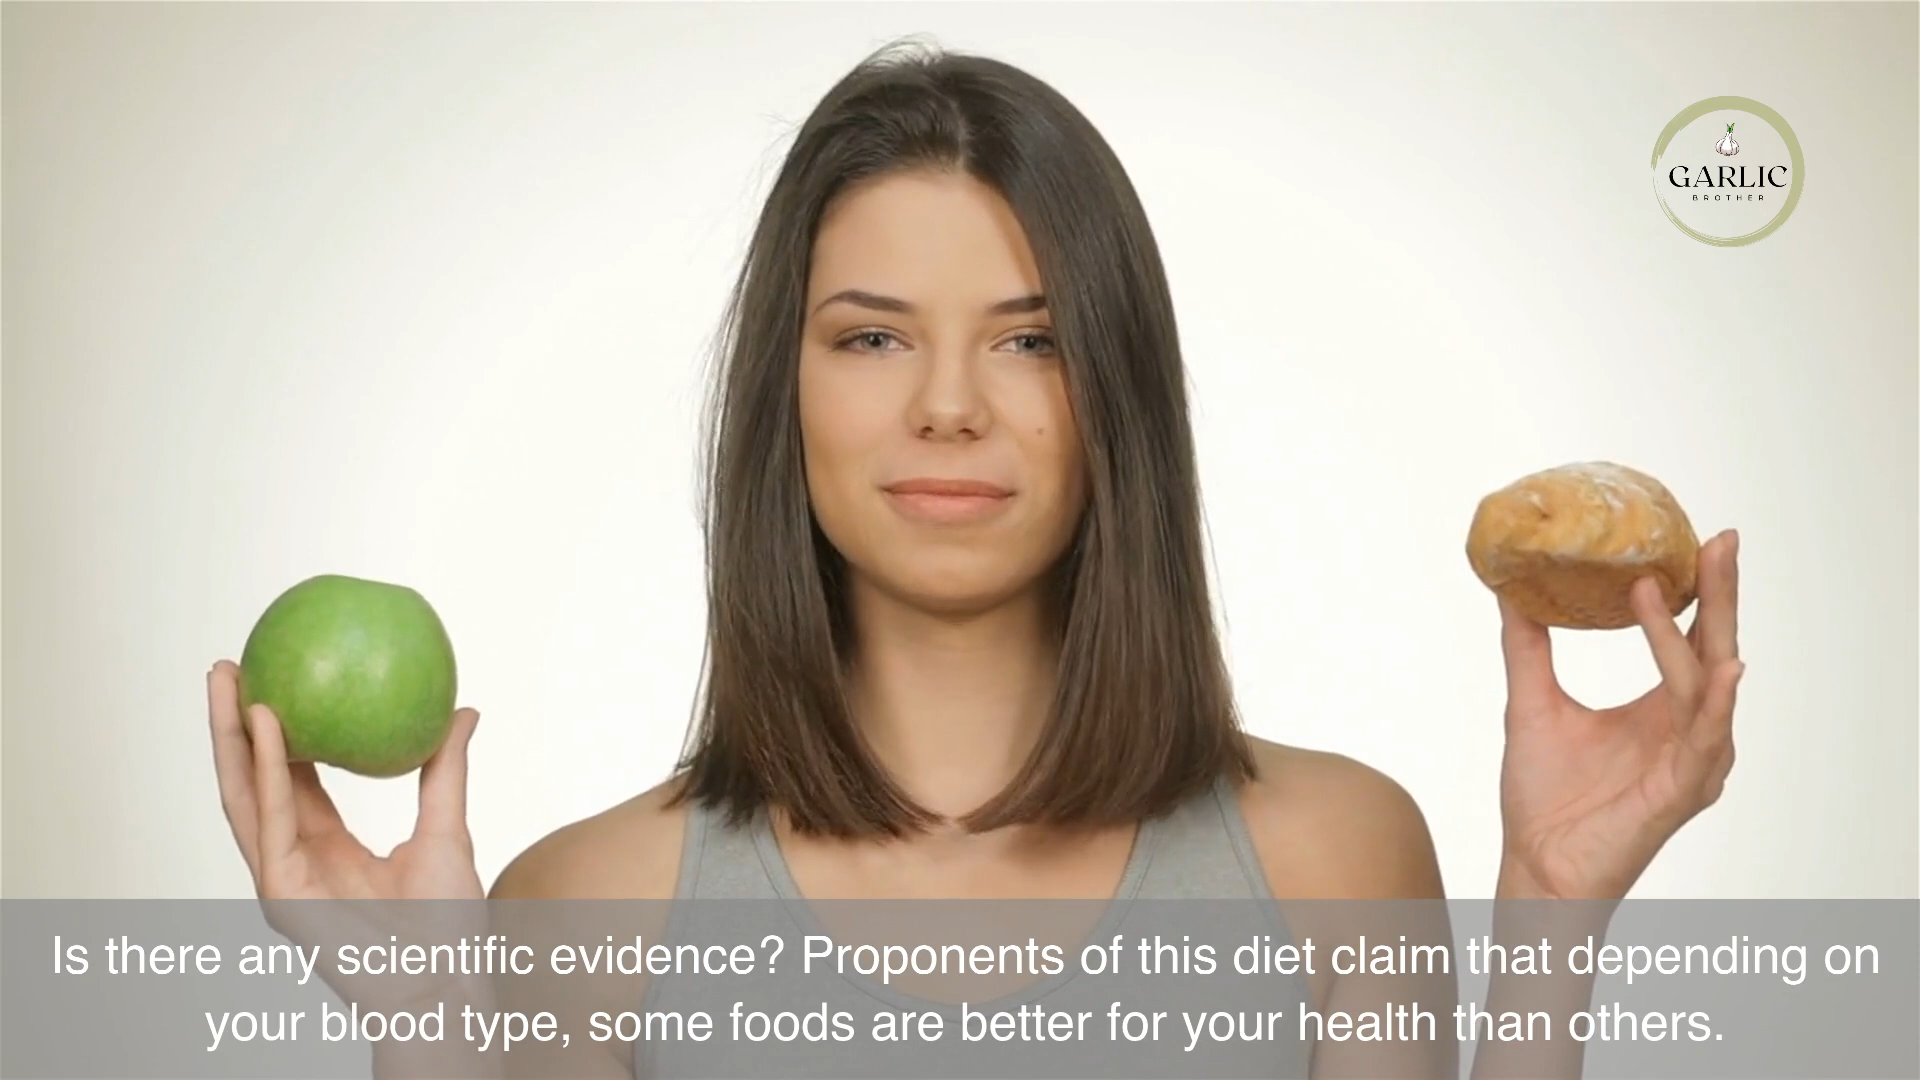 GARLIC
BROTHER
Is there any scientific evidence? Proponents of this diet claim that depending on
your blood type, some foods are better for your health than others.